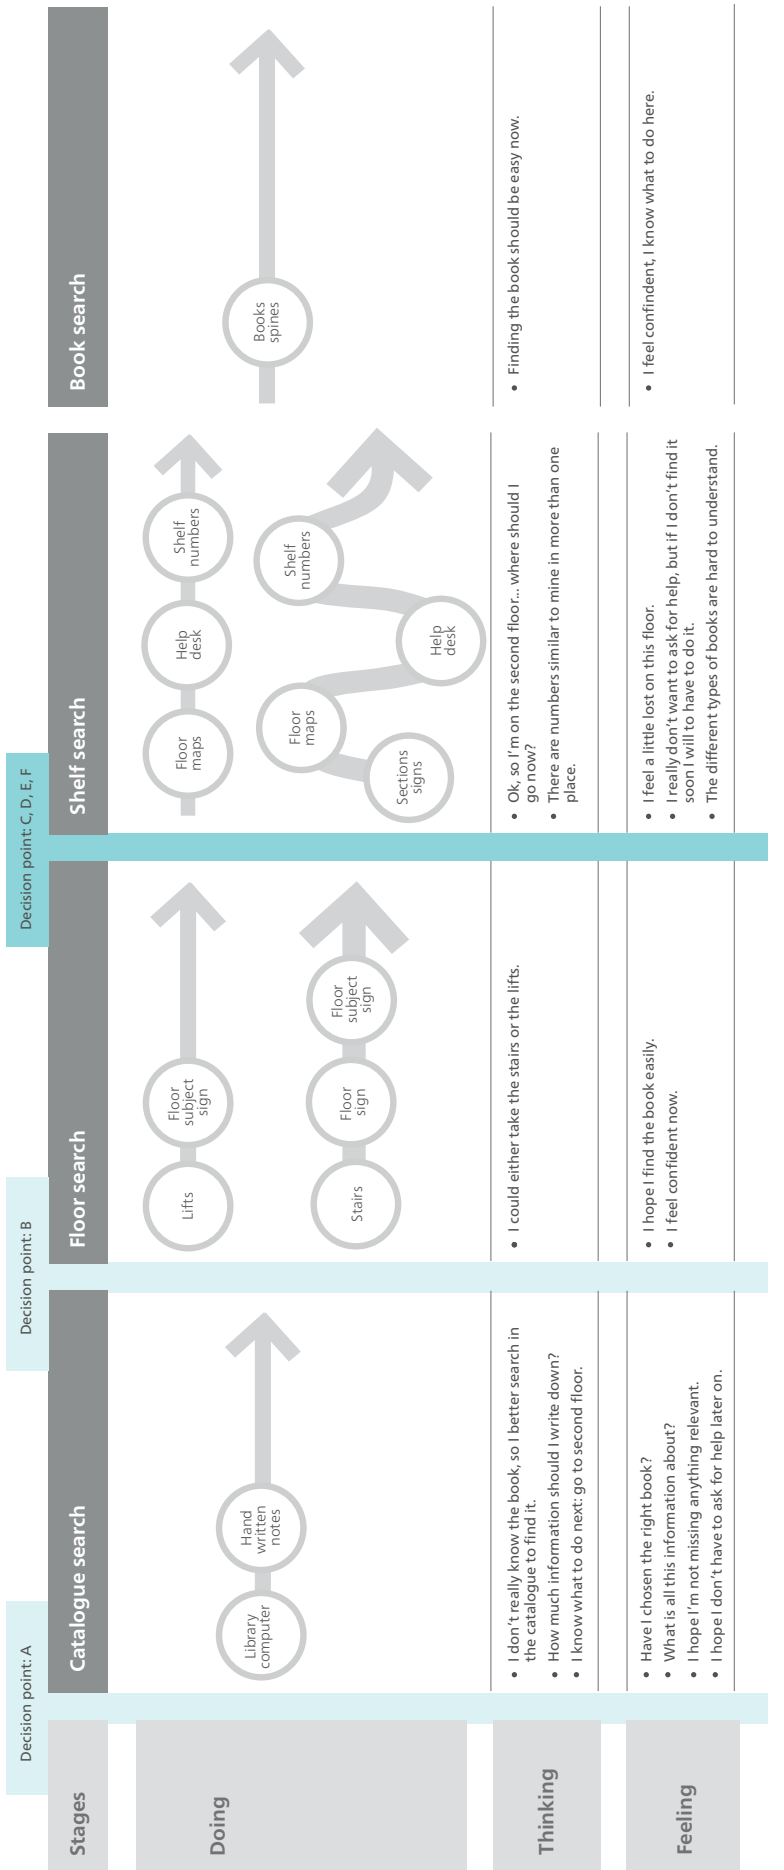 Decision point: A
Decision point: B
Decision point: C, D, E, F
Stages
Catalogue search
Floor search
Shelf search
Book search
Doing
Library
computer
Hand
written
notes
Lifts
Floor
subject
sign
Stairs
Floor
sign
Floor
subject
sign
Floor
maps
Help
desk
Shelf
numbers
Sections
signs
Floor
maps
Help
desk
Shelf
numbers
Books
spines
Thinking
• I don't really know the book, so I better search in
the catalogue to find it.
• How much information should I write down?
• I know what to do next: go to second floor.
• I could either take the stairs or the lifts.
• Ok, so I'm on the second floor... where should I
go now?
• There are numbers similar to mine in more than one
place.
• Finding the book should be easy now.
Feeling
• Have I chosen the right book?
• What is all this information about?
• I hope I'm not missing anything relevant.
• I hope I don't have to ask for help later on.
• I hope I find the book easily.
• I feel confident now.
• I feel a little lost on this floor.
• I really don't want to ask for help, but if I don't find it
soon I will to have to do it.
• The different types of books are hard to understand.
• I feel confindent, I know what to do here.